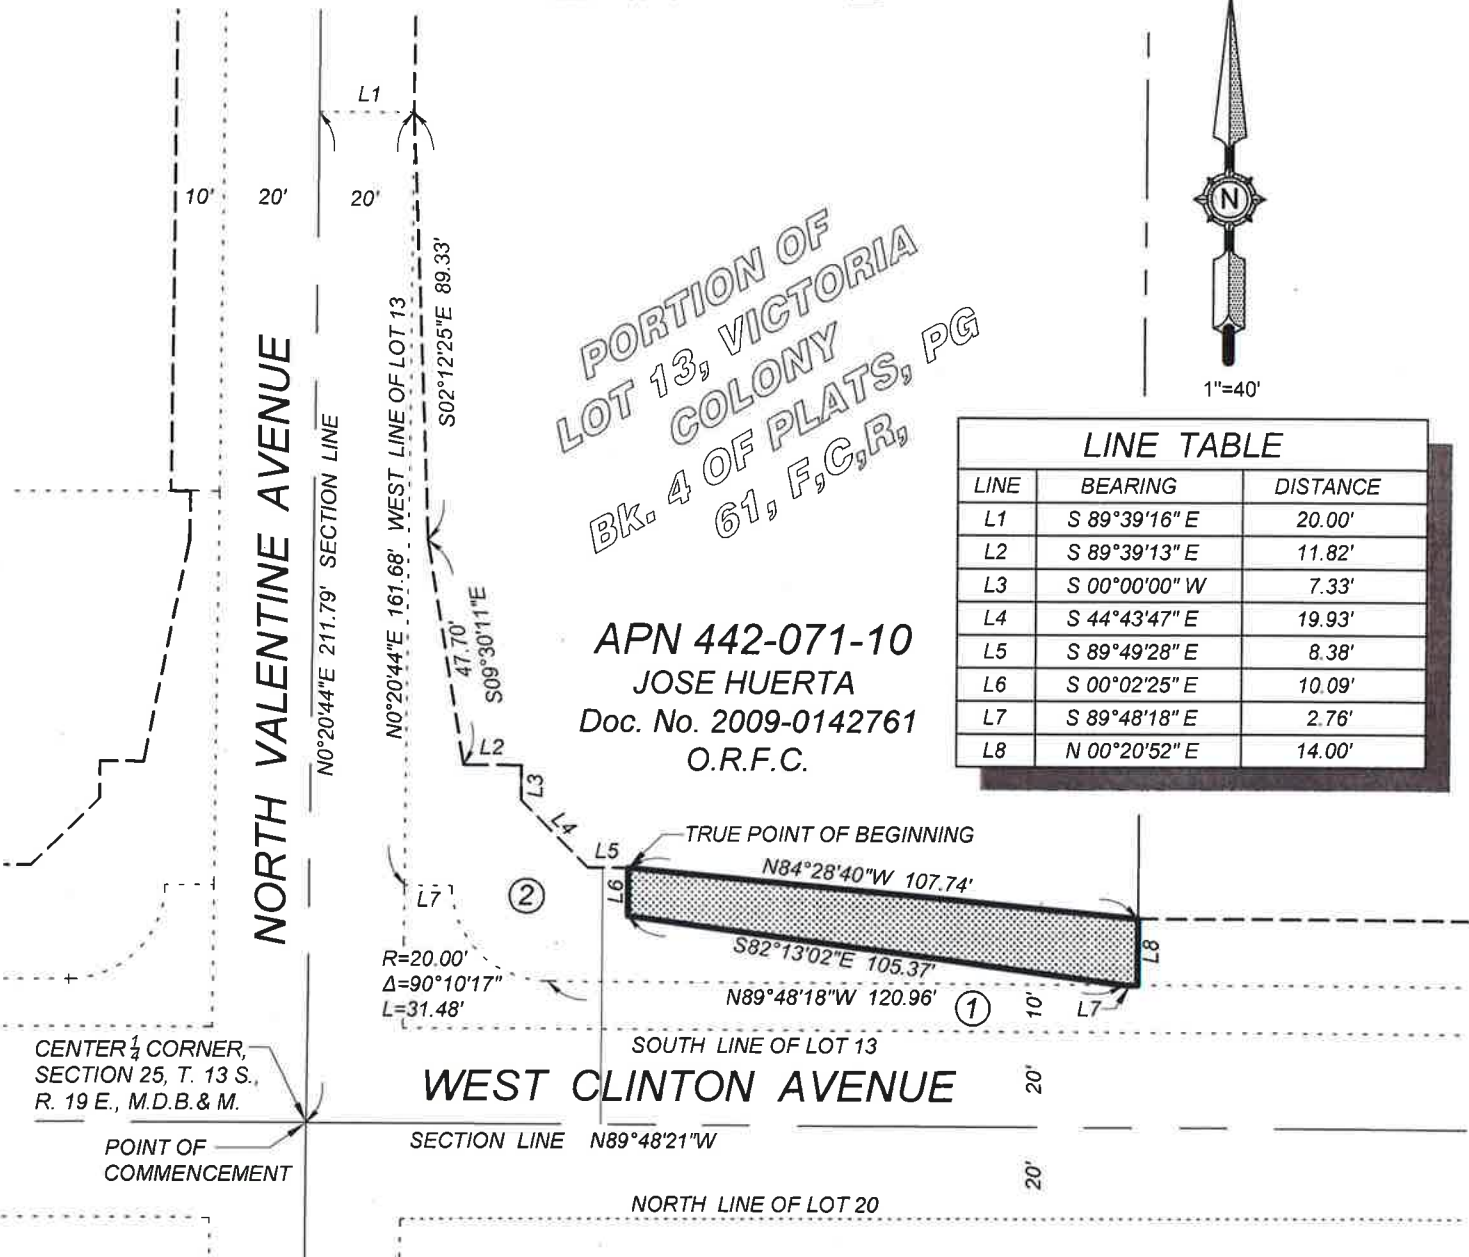 L1
10' 20' 20'
N
1"=40'
S02°12'25"E 89.33'
N0°20'44"E 161.68' WEST LINE OF LOT 13
N0°20'44"E 211.79' SECTION LINE
NORTH VALENTINE AVENUE
PORTION OF
LOT 13, VICTORIA
COLONY
Bk. 4 OF PLATS, PG
61, F,C,R,
LINE TABLE
LINE BEARING DISTANCE
L1 S 89°39'16" E 20.00'
L2 S 89°39'13" E 11.82'
L3 S 00°00'00" W 7.33'
L4 S 44°43'47" E 19.93'
L5 S 89°49'28" E 8.38'
L6 S 00°02'25" E 10.09'
L7 S 89°48'18" E 2.76'
L8 N 00°20'52" E 14.00'
47.70'
S09°30'11"E
APN 442-071-10
JOSE HUERTA
Doc. No. 2009-0142761
O.R.F.C.
L2
L3
L4
L5
TRUE POINT OF BEGINNING
N84°28'40"W 107.74'
L6
L7
2
S82°13'02"E 105.37'
L8
R=20.00'
Δ=90°10'17"
L=31.48'
N89°48'18"W 120.96'
1
10'
L7
SOUTH LINE OF LOT 13
CENTER 1/4 CORNER,
SECTION 25, T. 13 S.,
R. 19 E., M.D.B.& M.
WEST CLINTON AVENUE
20'
POINT OF
COMMENCEMENT
SECTION LINE N89°48'21"W
20'
NORTH LINE OF LOT 20